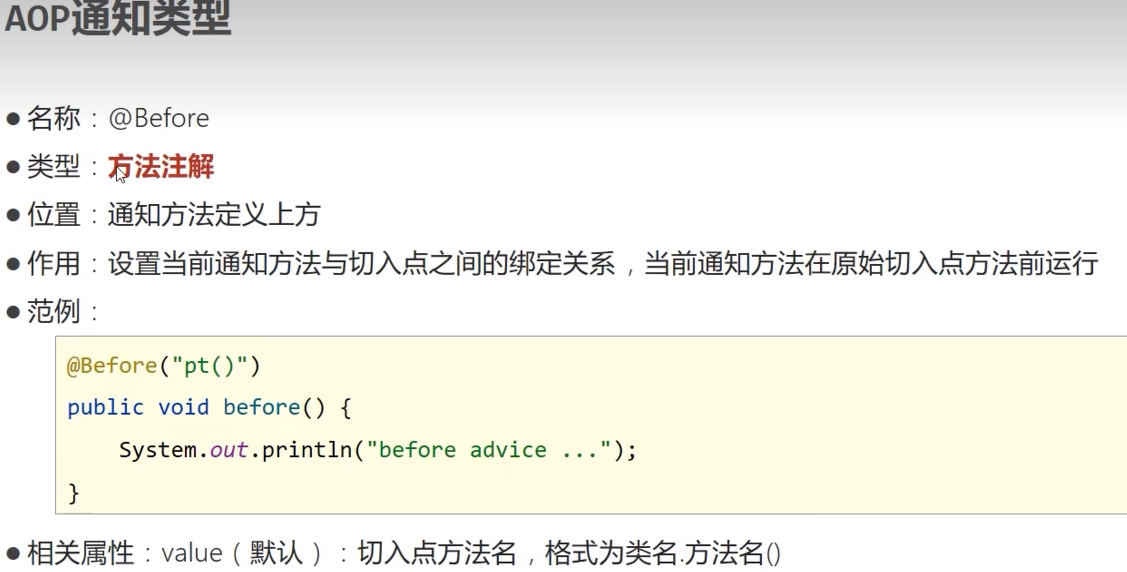 AOP通知类型
● 名称：@Before
● 类型：方法注解
● 位置：通知方法定义上方
● 作用：设置当前通知方法与切入点之间的绑定关系，当前通知方法在原始切入点方法前运行
● 范例：
@Before("pt()")
public void before() {
    System.out.println("before advice ...");
}
● 相关属性：value（默认）：切入点方法名，格式为类名.方法名()